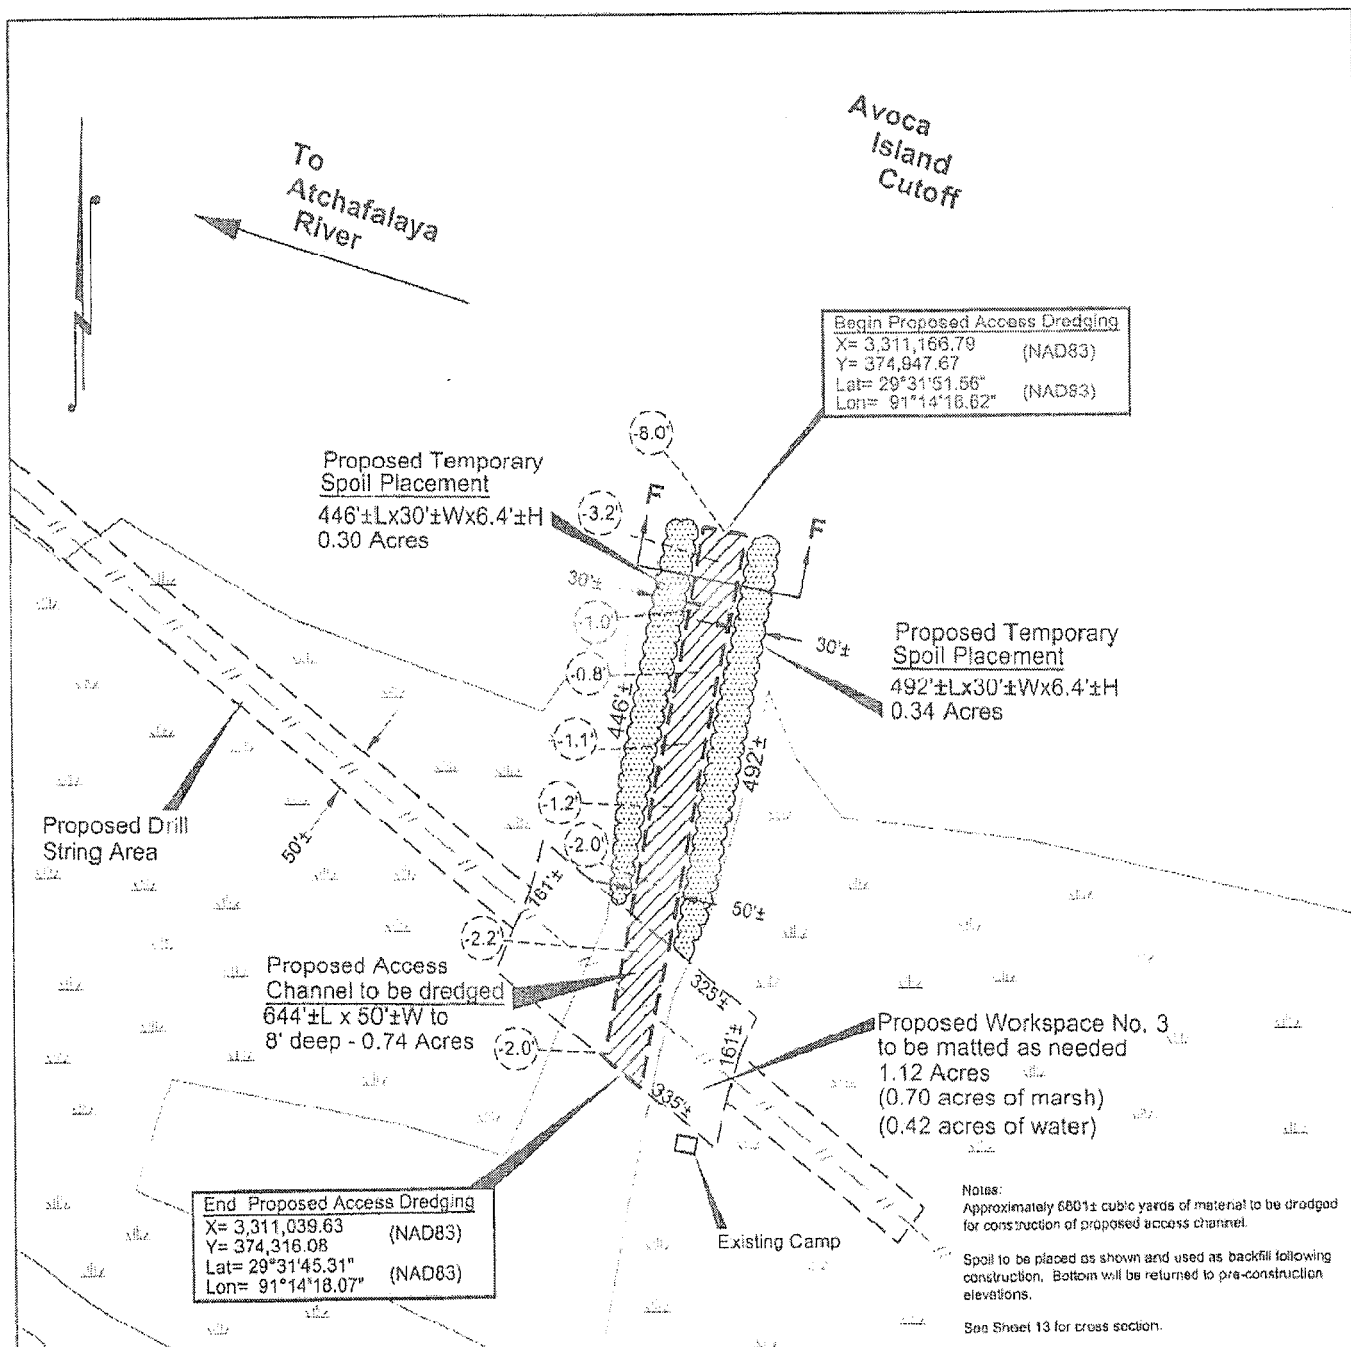 Avoca
Island
Cutoff
To
Atchafalaya
River
Begin Proposed Access Dredging
X= 3,311,166.79 (NAD83)
Y= 374,947.67
Lat= 29°31'51.56" (NAD83)
Lon= 91°14'16.62"
-8.0'
Proposed Temporary
Spoil Placement
446'±Lx30'±Wx6.4'±H
0.30 Acres
-3.2'
F
F
30'±
-1.0'
30'±
Proposed Temporary
Spoil Placement
492'±Lx30'±Wx6.4'±H
0.34 Acres
-0.8'
446'±
-1.1'
492'±
-1.2'
-2.0'
Proposed Drill
String Area
50'±
161'±
50'±
-2.2'
Proposed Access
Channel to be dredged
644'±L x 50'±W to
8' deep - 0.74 Acres
-2.0'
325'±
161'±
335'±
Proposed Workspace No. 3
to be matted as needed
1.12 Acres
(0.70 acres of marsh)
(0.42 acres of water)
End Proposed Access Dredging
X= 3,311,039.63 (NAD83)
Y= 374,316.08
Lat= 29°31'45.31" (NAD83)
Lon= 91°14'18.07"
Existing Camp
Notes:
Approximately 6801± cubic yards of material to be dredged
for construction of proposed access channel.
Spoil to be placed as shown and used as backfill following
construction. Bottom will be returned to pre-construction
elevations.
See Sheet 13 for cross section.